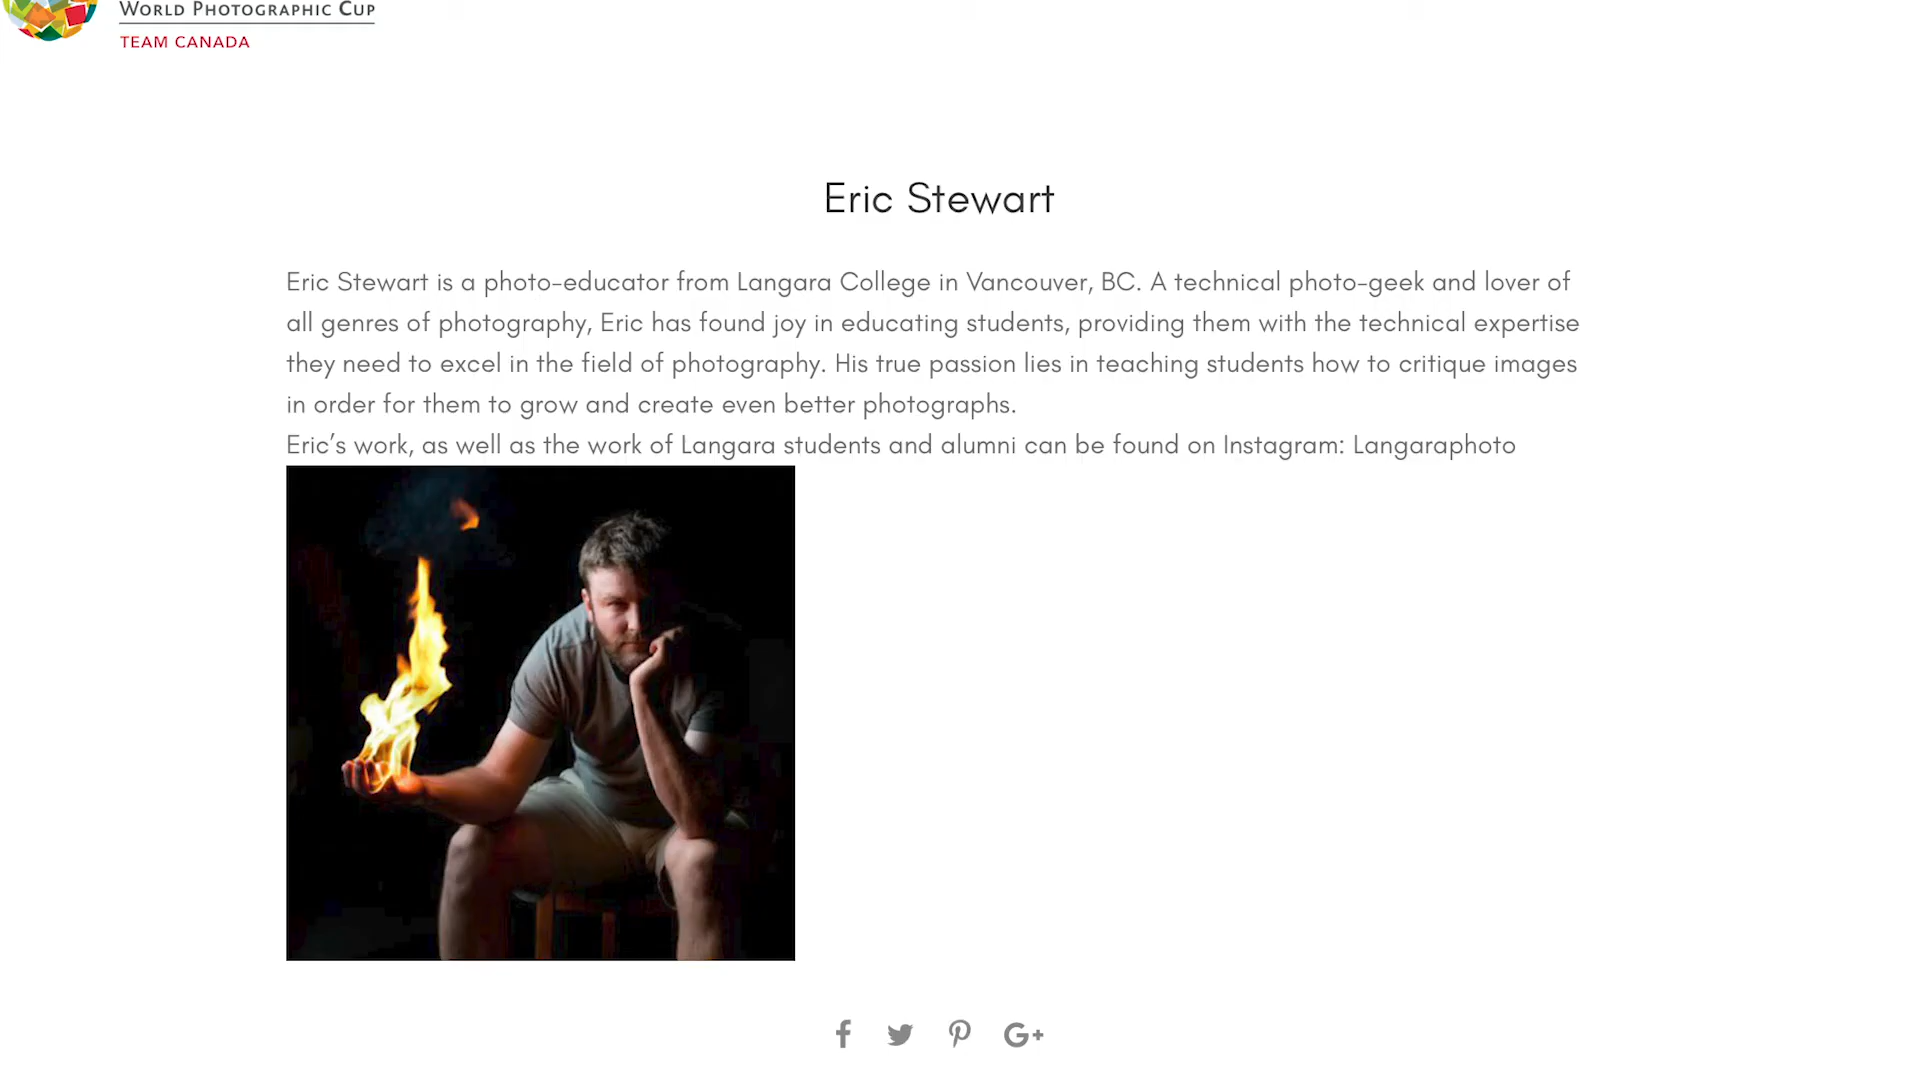 WORLD PHOTOGRAPHIC CUP
TEAM CANADA
Eric Stewart
Eric Stewart is a photo-educator from Langara College in Vancouver, BC. A technical photo-geek and lover of
all genres of photography, Eric has found joy in educating students, providing them with the technical expertise
they need to excel in the field of photography. His true passion lies in teaching students how to critique images
in order for them to grow and create even better photographs.
Eric’s work, as well as the work of Langara students and alumni can be found on Instagram: Langaraphoto
G+